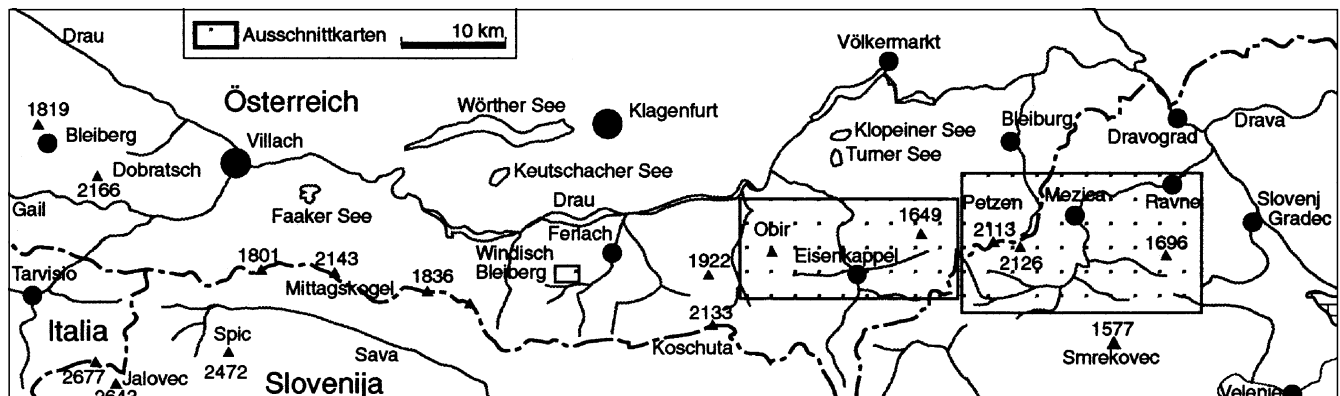 Drau
Ausschnittkarten
10 km
Völkermarkt
Österreich
1819
Bleiberg
Villach
Wörther See
Klagenfurt
Klopeiner See
Turner See
Bleiburg
Dravograd
Drava
Dobratsch
2166
Keutschacher See
Gail
Faaker See
Drau
Ferlach
Obir
1649
Petzen
Mezica
Ravne
Slovenj
Gradec
2113
2126
1696
Windisch
Bleiberg
Eisenkappel
Tarvisio
1801
2143
Mittagskogel
1836
1922
2133
Koschuta
Italia
Spic
2472
Sava
1577
Smrekovec
2677
Jalovec
2643
Slovenija
Velenje